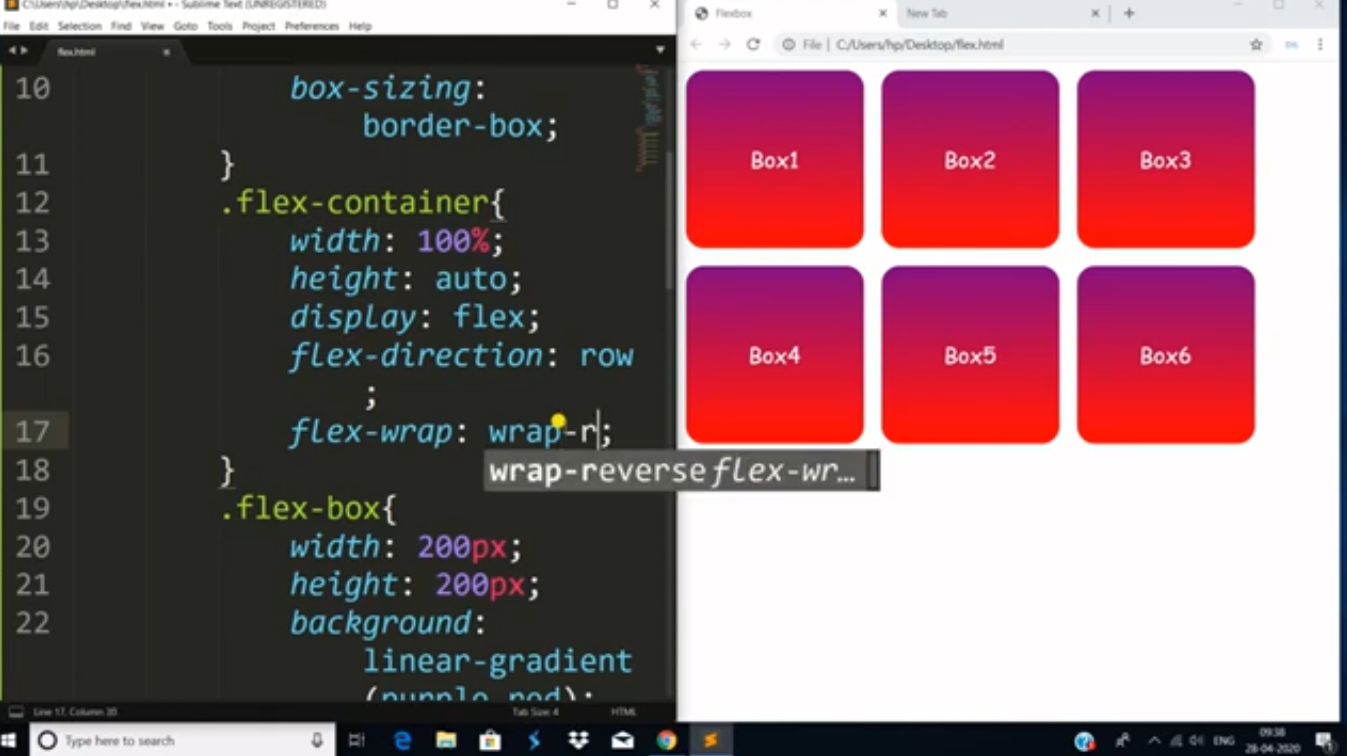 C:\Users\hp\Desktop\flex.html • - Sublime Text (UNREGISTERED)
File Edit Selection Find View Goto Tools Project Preferences Help
flex.html
10 box-sizing:
border-box;
11 }
12 .flex-container{
13 width: 100%;
14 height: auto;
15 display: flex;
16 flex-direction: row
;
17 flex-wrap: wrap-r;
wrap-reverse flex-wr…
18 }
19 .flex-box{
20 width: 200px;
21 height: 200px;
22 background:
linear-gradient
(purple, red);
Line 17, Column 20
Tab Size: 4
HTML
Flexbox
New Tab
File | C:/Users/hp/Desktop/flex.html
Box1 Box2 Box3
Box4 Box5 Box6
Type here to search
ENG
09:38
28-04-2020